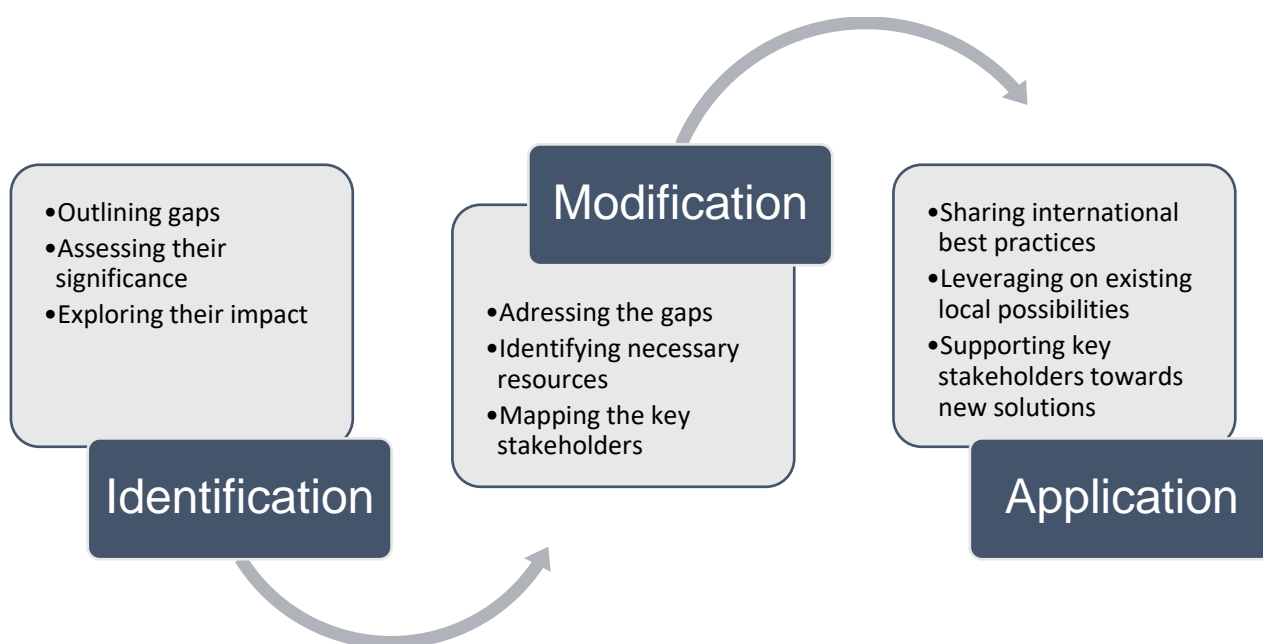 •Outlining gaps
•Assessing their
significance
•Exploring their impact
Identification
Modification
•Adressing the gaps
•Identifying necessary
resources
•Mapping the key
stakeholders
•Sharing international
best practices
•Leveraging on existing
local possibilities
•Supporting key
stakeholders towards
new solutions
Application